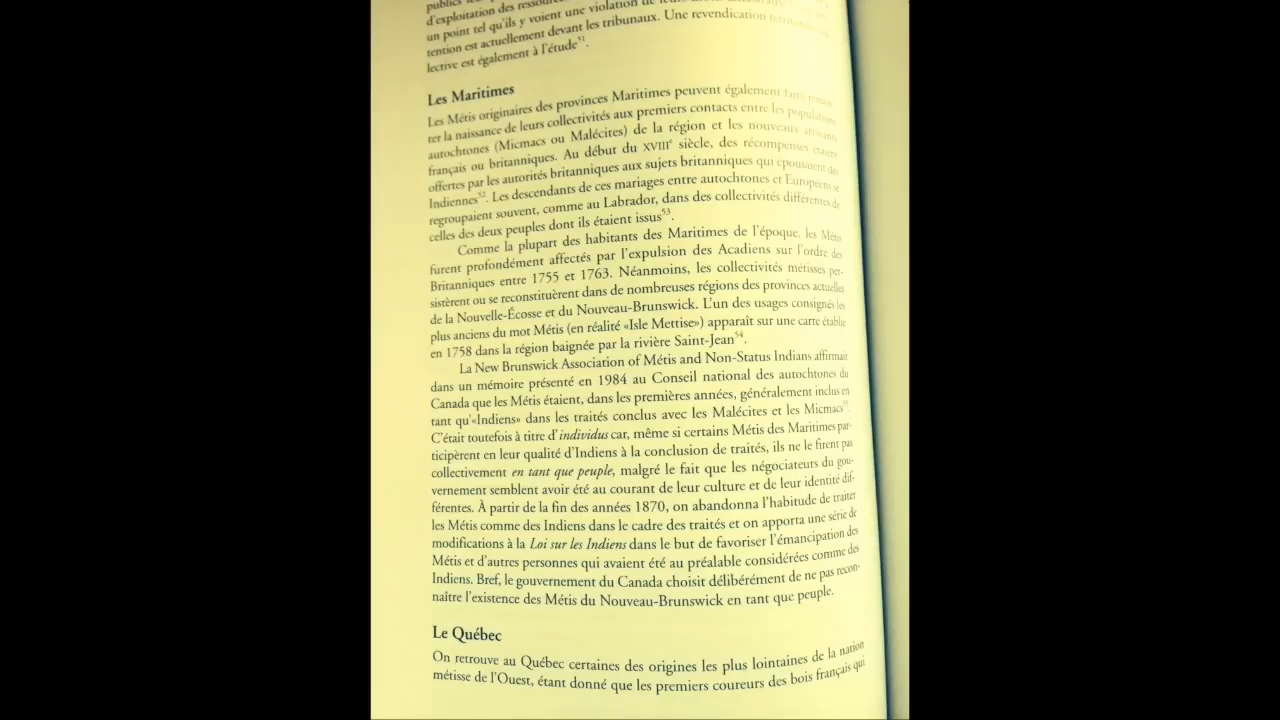 publics
d'exploitation des ressources
un point tel qu'ils y voient une violation de leurs
tention est actuellement devant les tribunaux. Une revendication
lective est également à l'étude51.
Les Maritimes
Les Métis originaires des provinces Maritimes peuvent également faire remon-
ter la naissance de leurs collectivités aux premiers contacts entre les populations
autochtones (Micmacs ou Malécites) de la région et les nouveaux arrivants
français ou britanniques. Au début du XVIIIe siècle, des récompenses étaient
offertes par les autorités britanniques aux sujets britanniques qui épousaient des
Indiennes52. Les descendants de ces mariages entre autochtones et Européens se
regroupaient souvent, comme au Labrador, dans des collectivités différentes de
celles des deux peuples dont ils étaient issus53.
Comme la plupart des habitants des Maritimes de l'époque, les Métis
furent profondément affectés par l'expulsion des Acadiens sur l'ordre des
Britanniques entre 1755 et 1763. Néanmoins, les collectivités métisses per-
sistèrent ou se reconstituèrent dans de nombreuses régions des provinces actuelles
de la Nouvelle-Écosse et du Nouveau-Brunswick. L'un des usages consignés les
plus anciens du mot Métis (en réalité «Isle Mettise») apparaît sur une carte établie
en 1758 dans la région baignée par la rivière Saint-Jean54.
La New Brunswick Association of Métis and Non-Status Indians affirmait
dans un mémoire présenté en 1984 au Conseil national des autochtones du
Canada que les Métis étaient, dans les premières années, généralement inclus en
tant qu'«Indiens» dans les traités conclus avec les Malécites et les Micmacs55.
C'était toutefois à titre d'individus car, même si certains Métis des Maritimes par-
ticipèrent en leur qualité d'Indiens à la conclusion de traités, ils ne le firent pas
collectivement en tant que peuple, malgré le fait que les négociateurs du gou-
vernement semblent avoir été au courant de leur culture et de leur identité dif-
férentes. À partir de la fin des années 1870, on abandonna l'habitude de traiter
les Métis comme des Indiens dans le cadre des traités et on apporta une série de
modifications à la Loi sur les Indiens dans le but de favoriser l'émancipation des
Métis et d'autres personnes qui avaient été au préalable considérées comme des
Indiens. Bref, le gouvernement du Canada choisit délibérément de ne pas recon-
naître l'existence des Métis du Nouveau-Brunswick en tant que peuple.
Le Québec
On retrouve au Québec certaines des origines les plus lointaines de la nation
métisse de l'Ouest, étant donné que les premiers coureurs des bois français qui